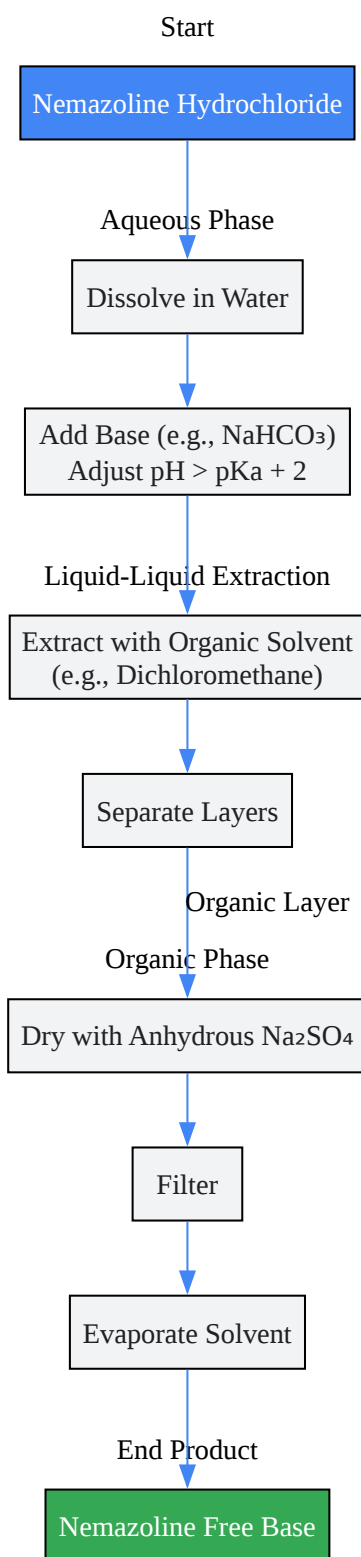 Start
Nemazoline Hydrochloride
Aqueous Phase
Dissolve in Water
Add Base (e.g., NaHCO₃)
Adjust pH > pKa + 2
Liquid-Liquid Extraction
Extract with Organic Solvent
(e.g., Dichloromethane)
Separate Layers
Organic Layer
Organic Phase
Dry with Anhydrous Na₂SO₄
Filter
Evaporate Solvent
End Product
Nemazoline Free Base